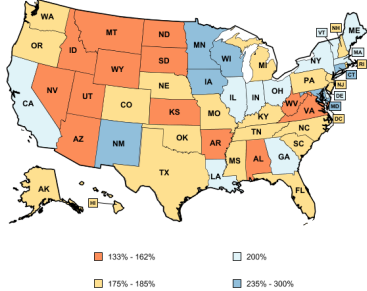 WA
MT
ND
MN
VT
NH
ME
OR
ID
WY
SD
WI
MI
NY
MA
RI
CT
NJ
DE
MD
DC
NV
UT
CO
NE
IA
IL
IN
OH
PA
CA
KS
MO
KY
WV
VA
AZ
NM
OK
AR
TN
NC
SC
TX
LA
MS
AL
GA
FL
AK
HI
133% - 162%
200%
175% - 185%
235% - 300%